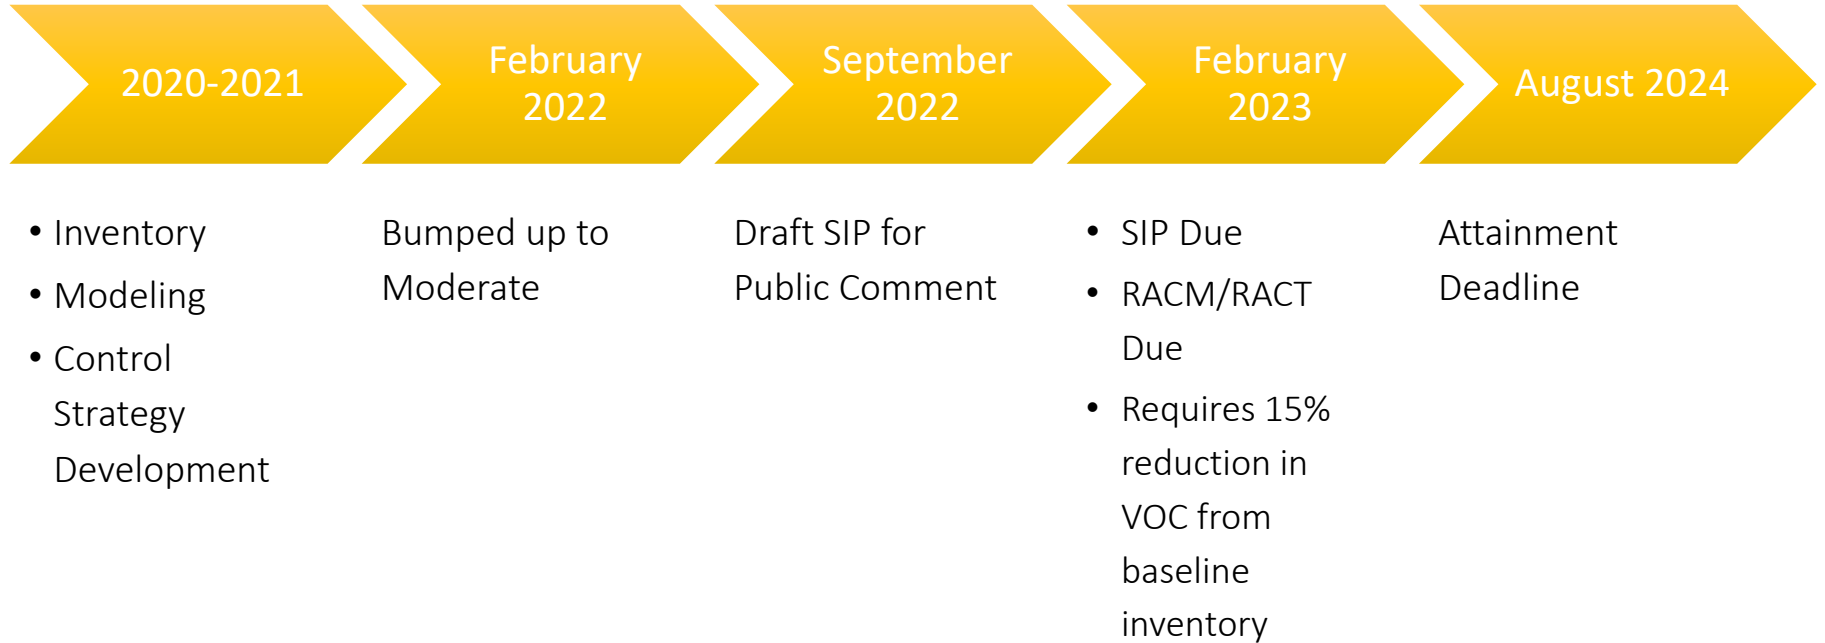 2020-2021
• Inventory
• Modeling
• Control
Strategy
Development
February
2022
Bumped up to
Moderate
September
2022
Draft SIP for
Public Comment
February
2023
• SIP Due
• RACM/RACT
Due
• Requires 15%
reduction in
VOC from
baseline
inventory
August 2024
Attainment
Deadline